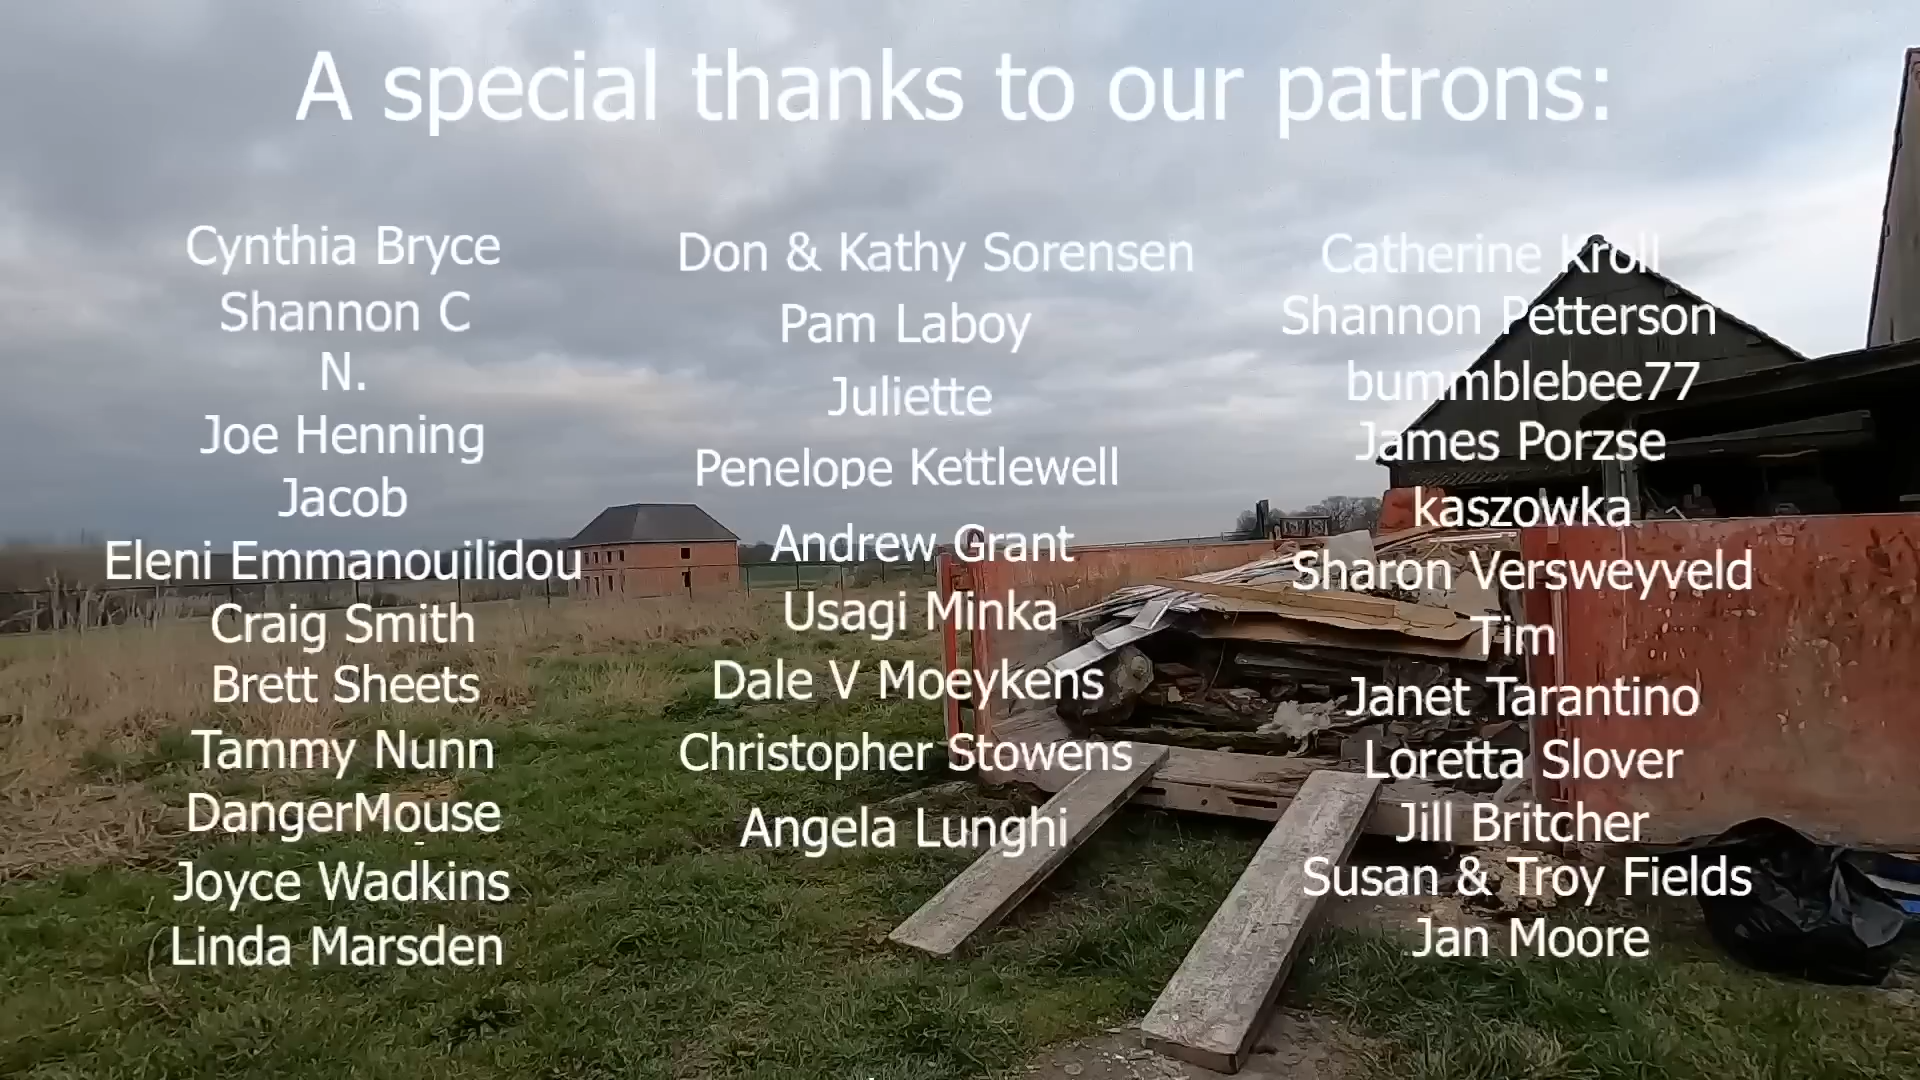 A special thanks to our patrons:
Cynthia Bryce
Shannon C
N.
Joe Henning
Jacob
Eleni Emmanouilidou
Craig Smith
Brett Sheets
Tammy Nunn
DangerMouse
Joyce Wadkins
Linda Marsden
Don & Kathy Sorensen
Pam Laboy
Juliette
Penelope Kettlewell
Andrew Grant
Usagi Minka
Dale V Moeykens
Christopher Stowens
Angela Lunghi
Catherine Kroll
Shannon Petterson
bummblebee77
James Porzse
kaszowka
Sharon Versweyveld
Tim
Janet Tarantino
Loretta Slover
Jill Britcher
Susan & Troy Fields
Jan Moore